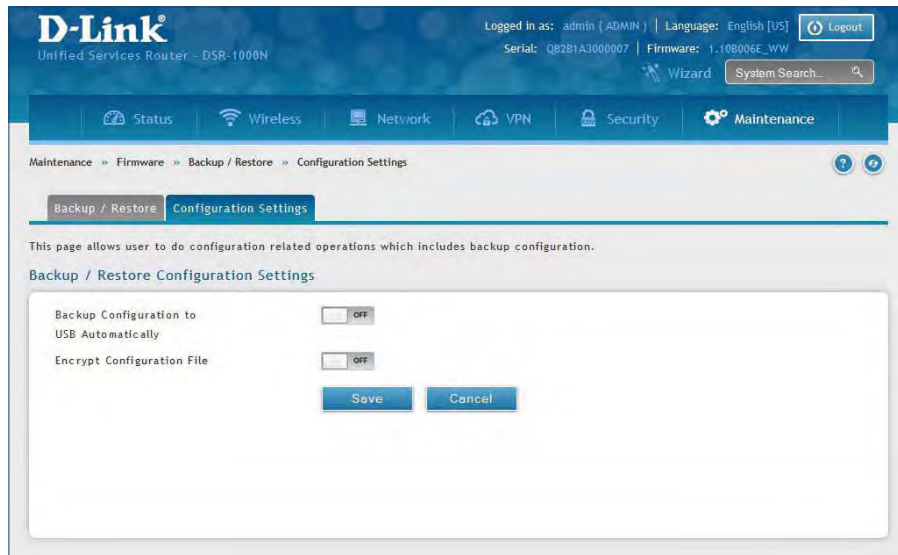 D-Link
Unified Services Router - DSR-1000N
Logged in as: admin ( ADMIN ) | Language: English [US]
Logout
Serial: QB2B1A3000007 | Firmware: 1.10B006E_WW
Wizard
System Search...
Status
Wireless
Network
VPN
Security
Maintenance
Maintenance » Firmware » Backup / Restore » Configuration Settings
?
Backup / Restore
Configuration Settings
This page allows user to do configuration related operations which includes backup configuration.
Backup / Restore Configuration Settings
Backup Configuration to
USB Automatically
OFF
Encrypt Configuration File
OFF
Save
Cancel